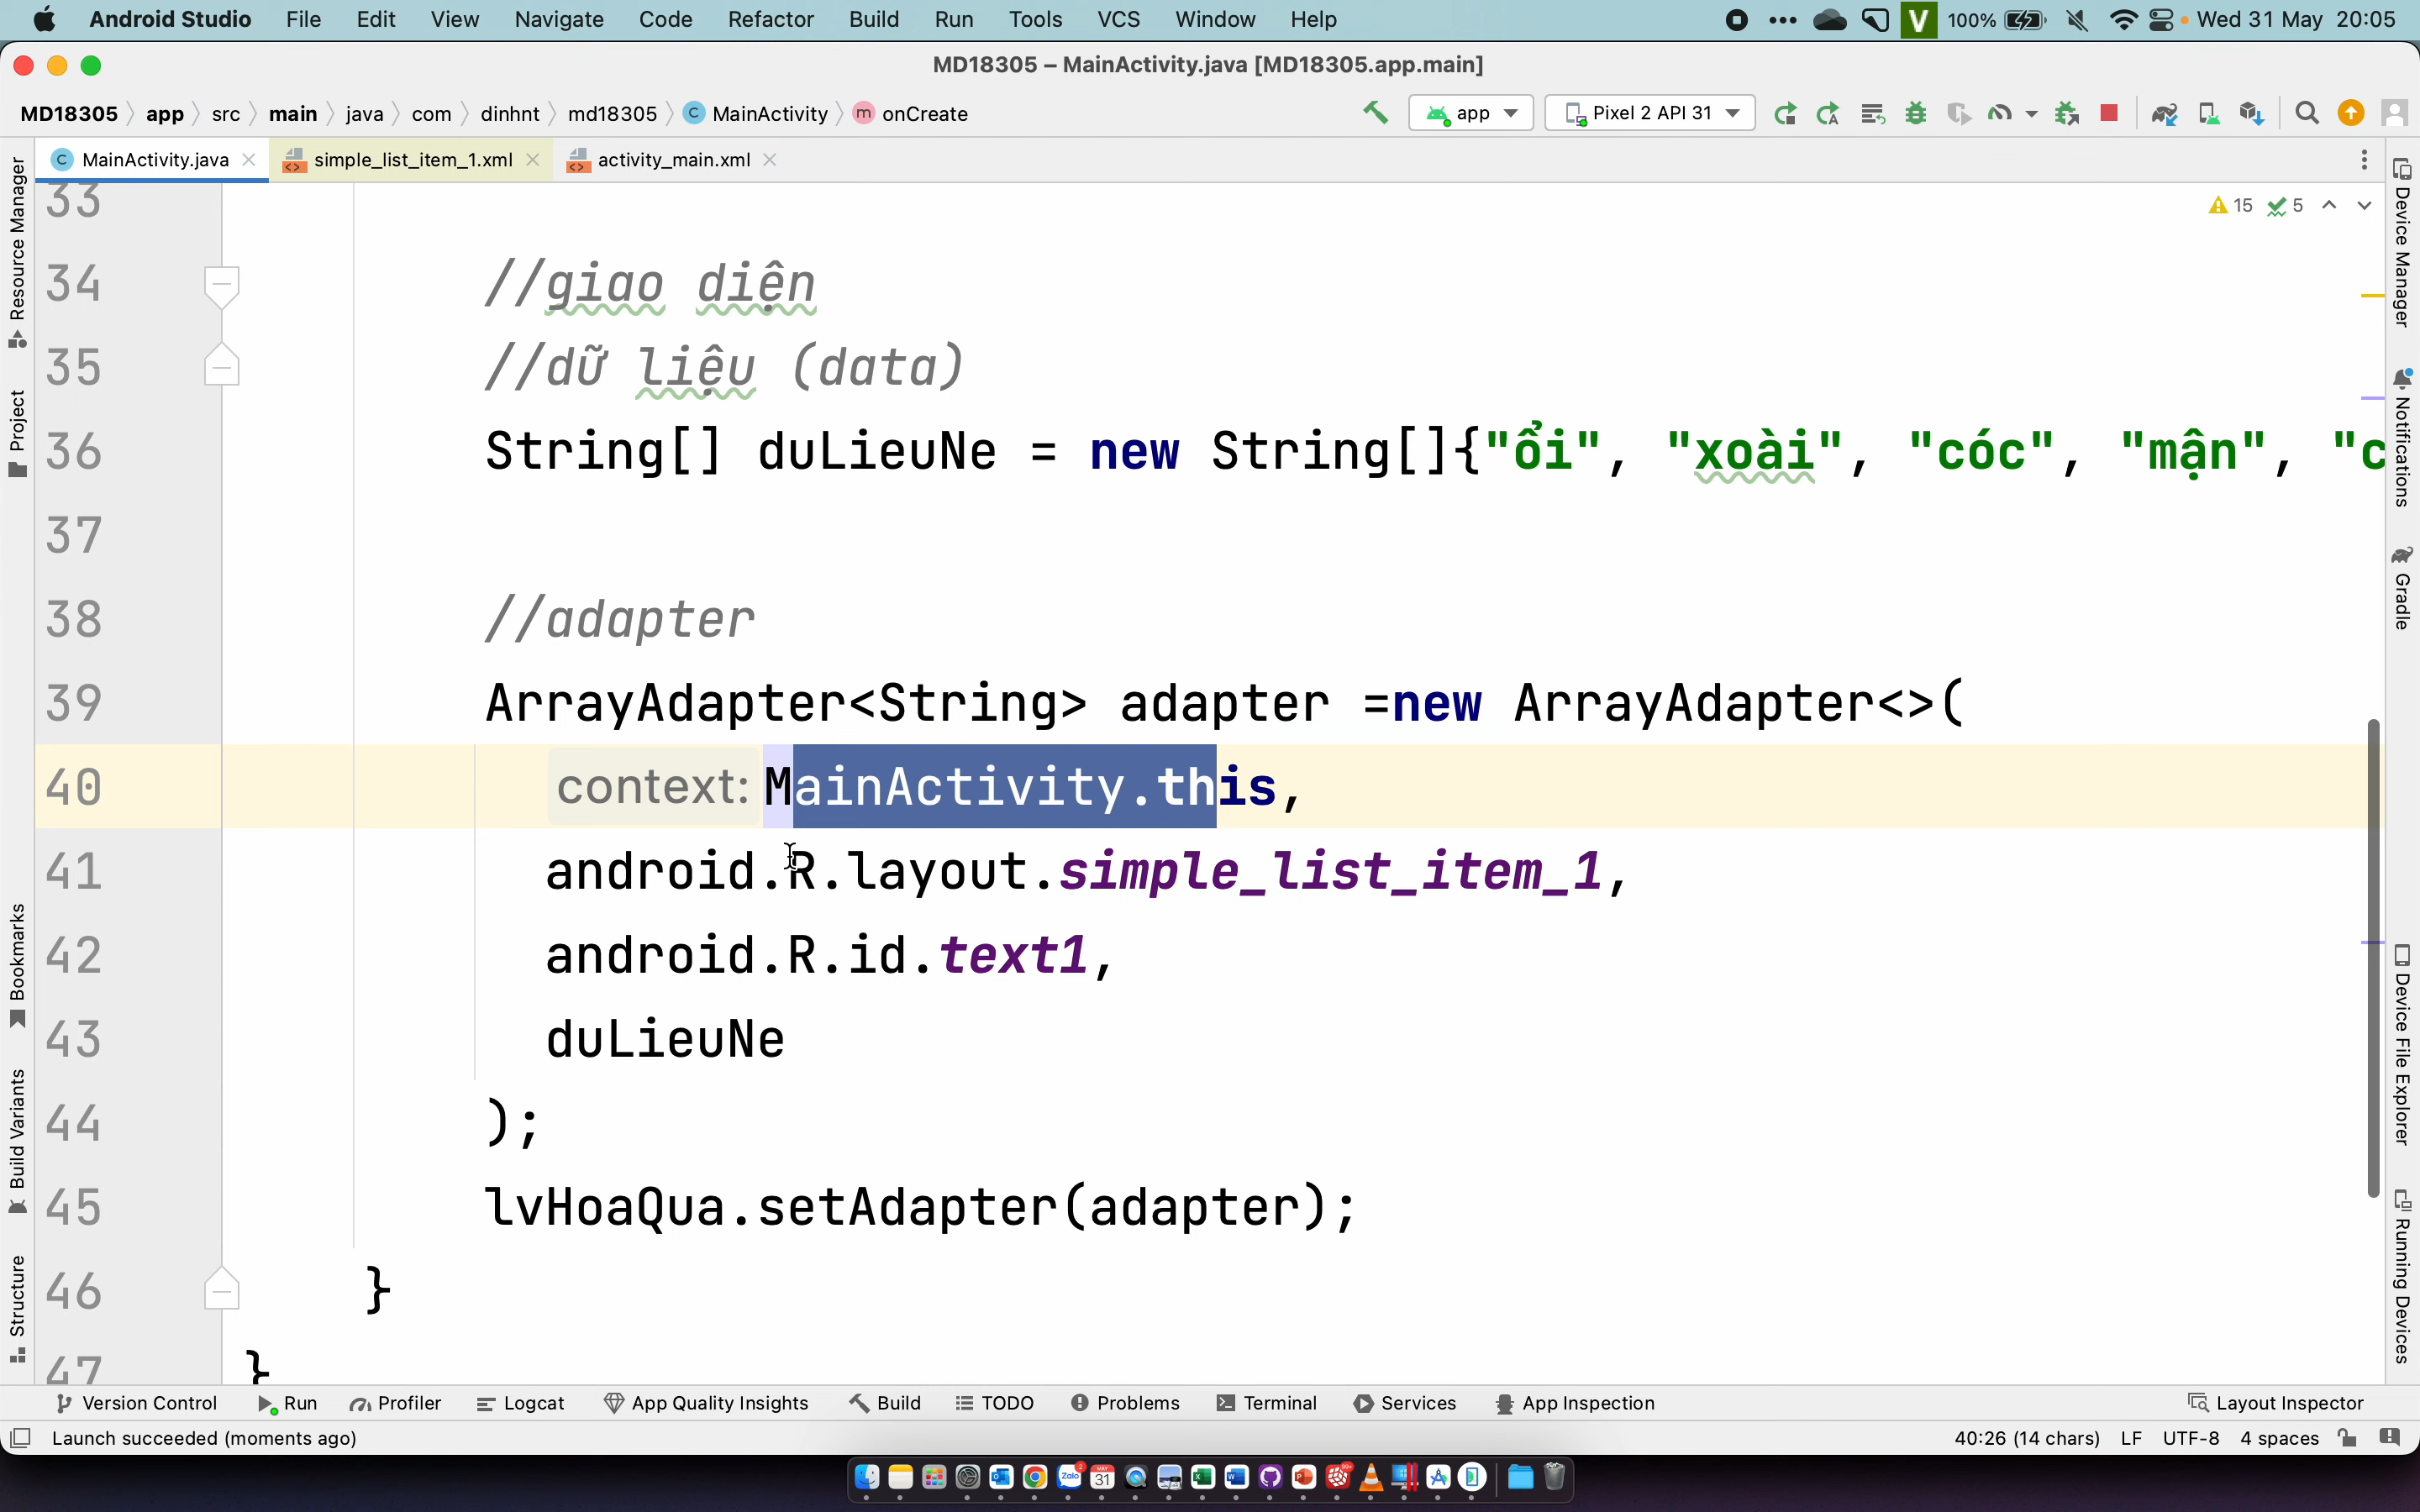 Android Studio File Edit View Navigate Code Refactor Build Run Tools VCS Window Help V 100% Wed 31 May 20:05
MD18305 – MainActivity.java [MD18305.app.main]
MD18305 app src main java com dinhnt md18305 C MainActivity m onCreate app Pixel 2 API 31
C MainActivity.java simple_list_item_1.xml activity_main.xml
15 5
33
34 //giao diện
35 //dữ liệu (data)
36 String[] duLieuNe = new String[]{"ổi", "xoài", "cóc", "mận", "c
37
38 //adapter
39 ArrayAdapter<String> adapter =new ArrayAdapter<>(
40 context: MainActivity.this,
41 android.R.layout.simple_list_item_1,
42 android.R.id.text1,
43 duLieuNe
44 );
45 lvHoaQua.setAdapter(adapter);
46 }
47 }
Resource Manager
Project
Bookmarks
Build Variants
Structure
Device Manager
Notifications
Gradle
Device File Explorer
Running Devices
Version Control Run Profiler Logcat App Quality Insights Build TODO Problems Terminal Services App Inspection Layout Inspector
Launch succeeded (moments ago) 40:26 (14 chars) LF UTF-8 4 spaces
Zalo 2 MAY 31